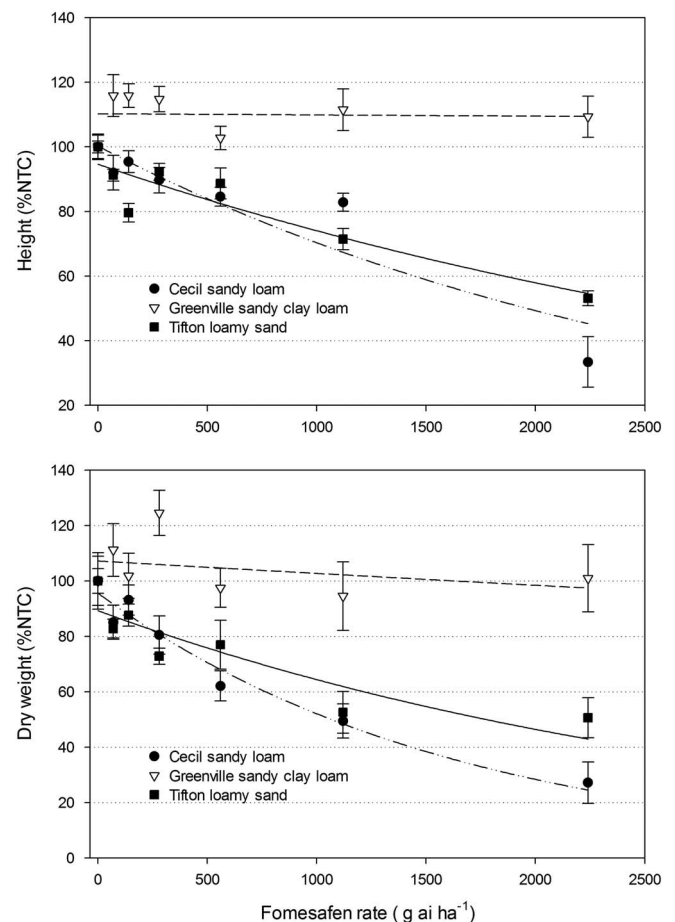 140
120
100
80
60
40
20
Height (%NTC)
Cecil sandy loam
Greenville sandy clay loam
Tifton loamy sand
0 500 1000 1500 2000 2500
140
120
100
80
60
40
20
0
Dry weight (%NTC)
Cecil sandy loam
Greenville sandy clay loam
Tifton loamy sand
0 500 1000 1500 2000 2500
Fomesafen rate ( g ai ha⁻¹)